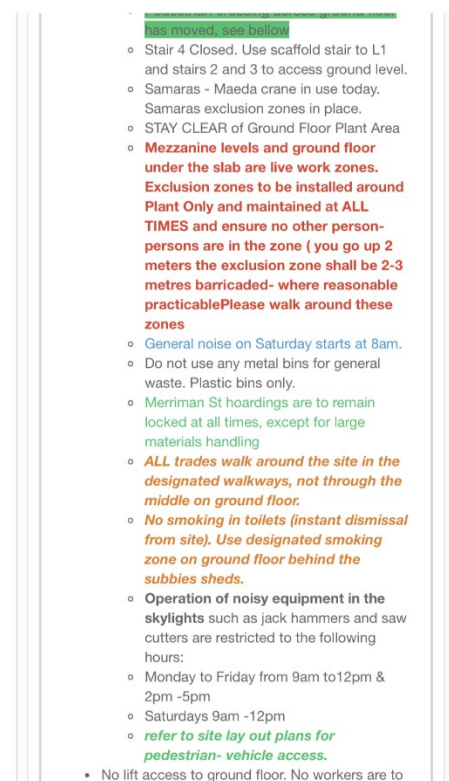 Pedestrian crossing across ground floor
has moved, see bellow
Stair 4 Closed. Use scaffold stair to L1
and stairs 2 and 3 to access ground level.
Samaras - Maeda crane in use today.
Samaras exclusion zones in place.
STAY CLEAR of Ground Floor Plant Area
Mezzanine levels and ground floor
under the slab are live work zones.
Exclusion zones to be installed around
Plant Only and maintained at ALL
TIMES and ensure no other person-
persons are in the zone ( you go up 2
meters the exclusion zone shall be 2-3
metres barricaded- where reasonable
practicablePlease walk around these
zones
General noise on Saturday starts at 8am.
Do not use any metal bins for general
waste. Plastic bins only.
Merriman St hoardings are to remain
locked at all times, except for large
materials handling
ALL trades walk around the site in the
designated walkways, not through the
middle on ground floor.
No smoking in toilets (instant dismissal
from site). Use designated smoking
zone on ground floor behind the
subbies sheds.
Operation of noisy equipment in the
skylights such as jack hammers and saw
cutters are restricted to the following
hours:
Monday to Friday from 9am to12pm &
2pm -5pm
Saturdays 9am -12pm
refer to site lay out plans for
pedestrian- vehicle access.
No lift access to ground floor. No workers are to